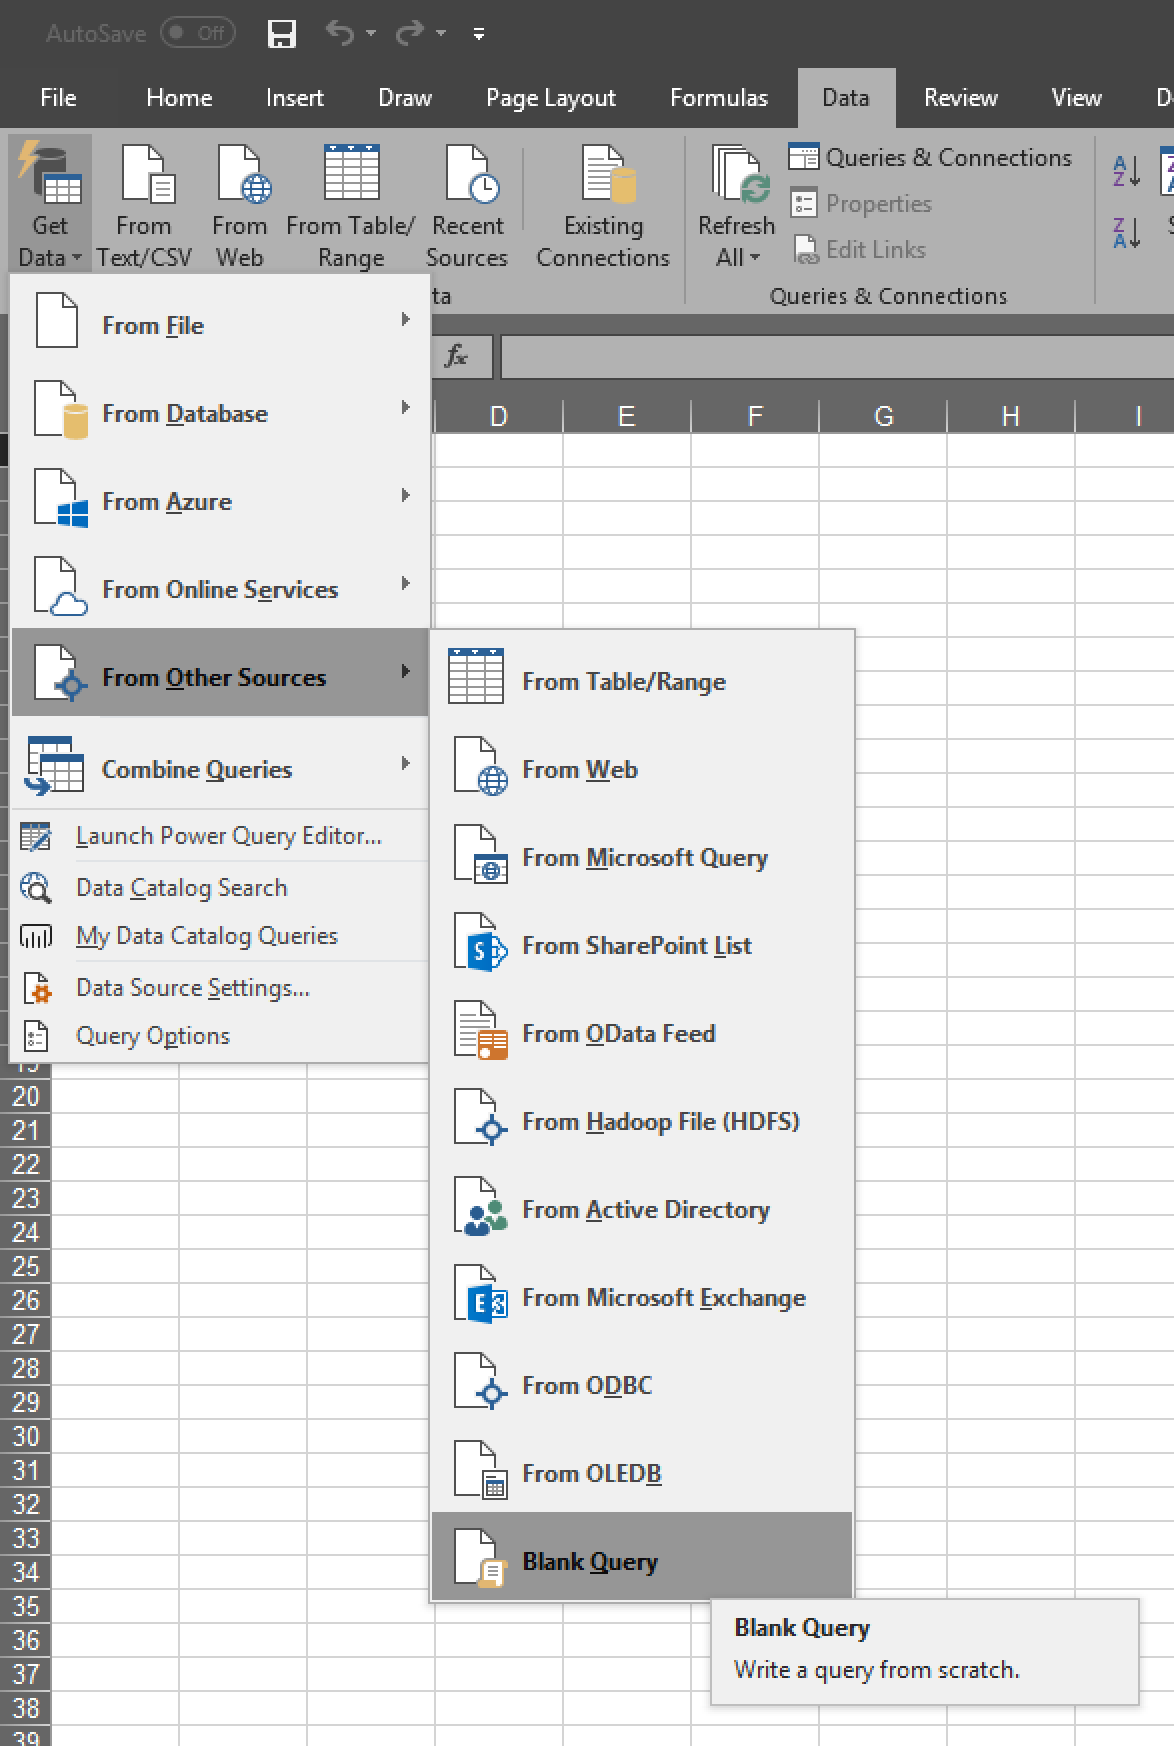 AutoSave Off
File Home Insert Draw Page Layout Formulas Data Review View
Get Data
From Text/CSV
From Web
From Table/ Range
Recent Sources
Existing Connections
Refresh All
Queries & Connections
Properties
Edit Links
ta
Queries & Connections
From File
From Database
From Azure
From Online Services
From Other Sources
Combine Queries
Launch Power Query Editor...
Data Catalog Search
My Data Catalog Queries
Data Source Settings...
Query Options
fx
D E F G H I
From Table/Range
From Web
From Microsoft Query
From SharePoint List
From OData Feed
From Hadoop File (HDFS)
From Active Directory
From Microsoft Exchange
From ODBC
From OLEDB
Blank Query
Blank Query
Write a query from scratch.
19
20
21
22
23
24
25
26
27
28
29
30
31
32
33
34
35
36
37
38
39